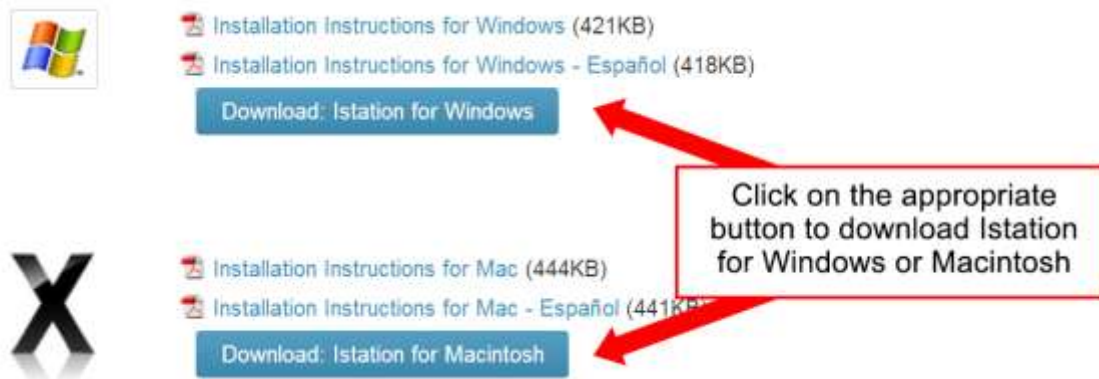 Installation Instructions for Windows (421KB)
Installation Instructions for Windows - Español (418KB)
Download: Istation for Windows
Click on the appropriate
button to download Istation
for Windows or Macintosh
Installation Instructions for Mac (444KB)
Installation Instructions for Mac - Español (441KB)
Download: Istation for Macintosh